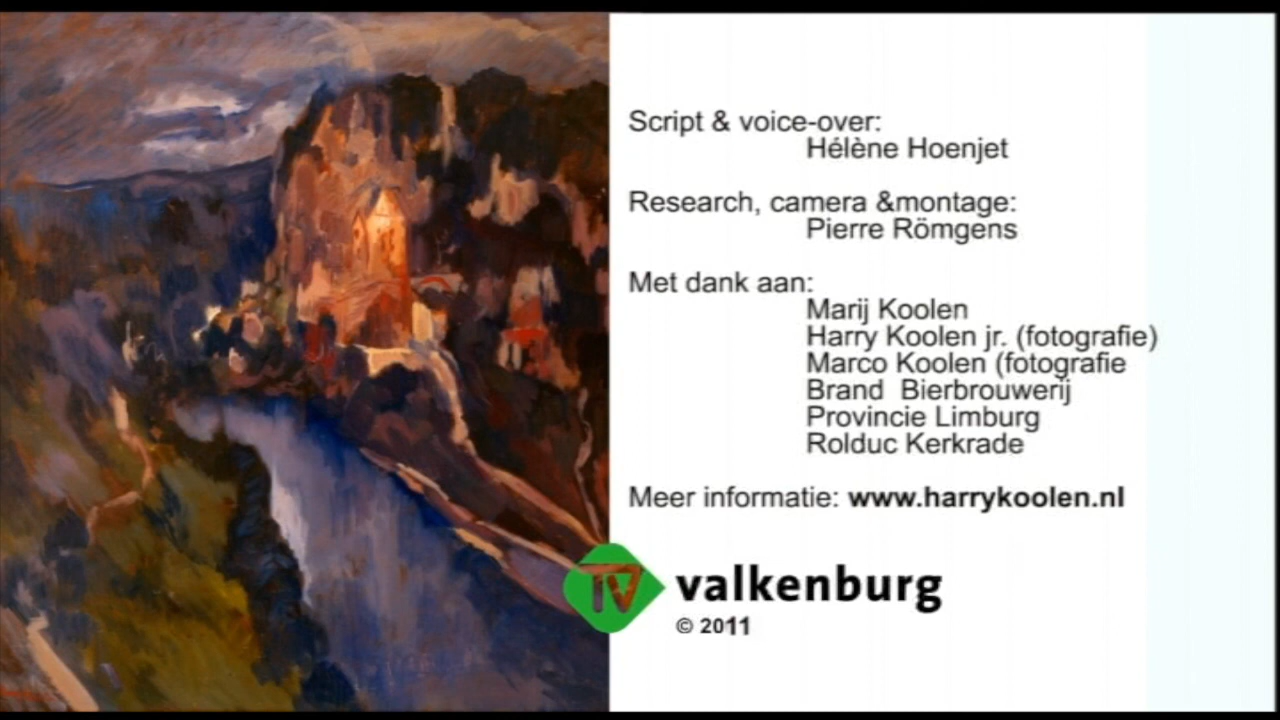 Script & voice-over:
Hélène Hoenjet
Research, camera &montage:
Pierre Römgens
Met dank aan:
Marij Koolen
Harry Koolen jr. (fotografie)
Marco Koolen (fotografie
Brand  Bierbrouwerij
Provincie Limburg
Rolduc Kerkrade
Meer informatie: www.harrykoolen.nl
TV valkenburg
© 2011